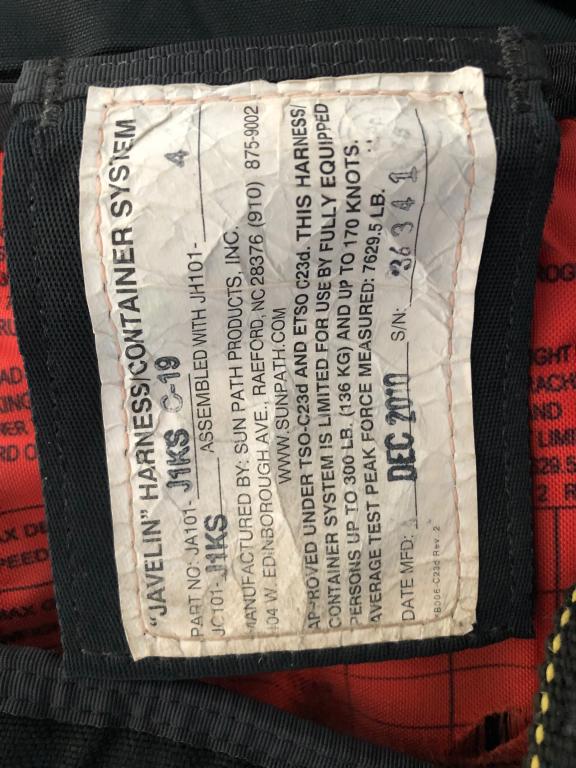 "JAVELIN" HARNESS/CONTAINER SYSTEM
PART NO: JA101- J1KS C-19
JC101- J1KS ASSEMBLED WITH JH101- 4
MANUFACTURED BY: SUN PATH PRODUCTS, INC.
404 W. EDINBOROUGH AVE., RAEFORD, NC 28376 (910) 875-9002
WWW.SUNPATH.COM
APPROVED UNDER TSO-C23d AND ETSO C23d. THIS HARNESS/
CONTAINER SYSTEM IS LIMITED FOR USE BY FULLY EQUIPPED
PERSONS UP TO 300 LB. (136 KG) AND UP TO 170 KNOTS.
AVERAGE TEST PEAK FORCE MEASURED: 7629.5 LB.
DATE MFD: DEC 2010 S/N: 36341
LB006-C23d Rev. 2